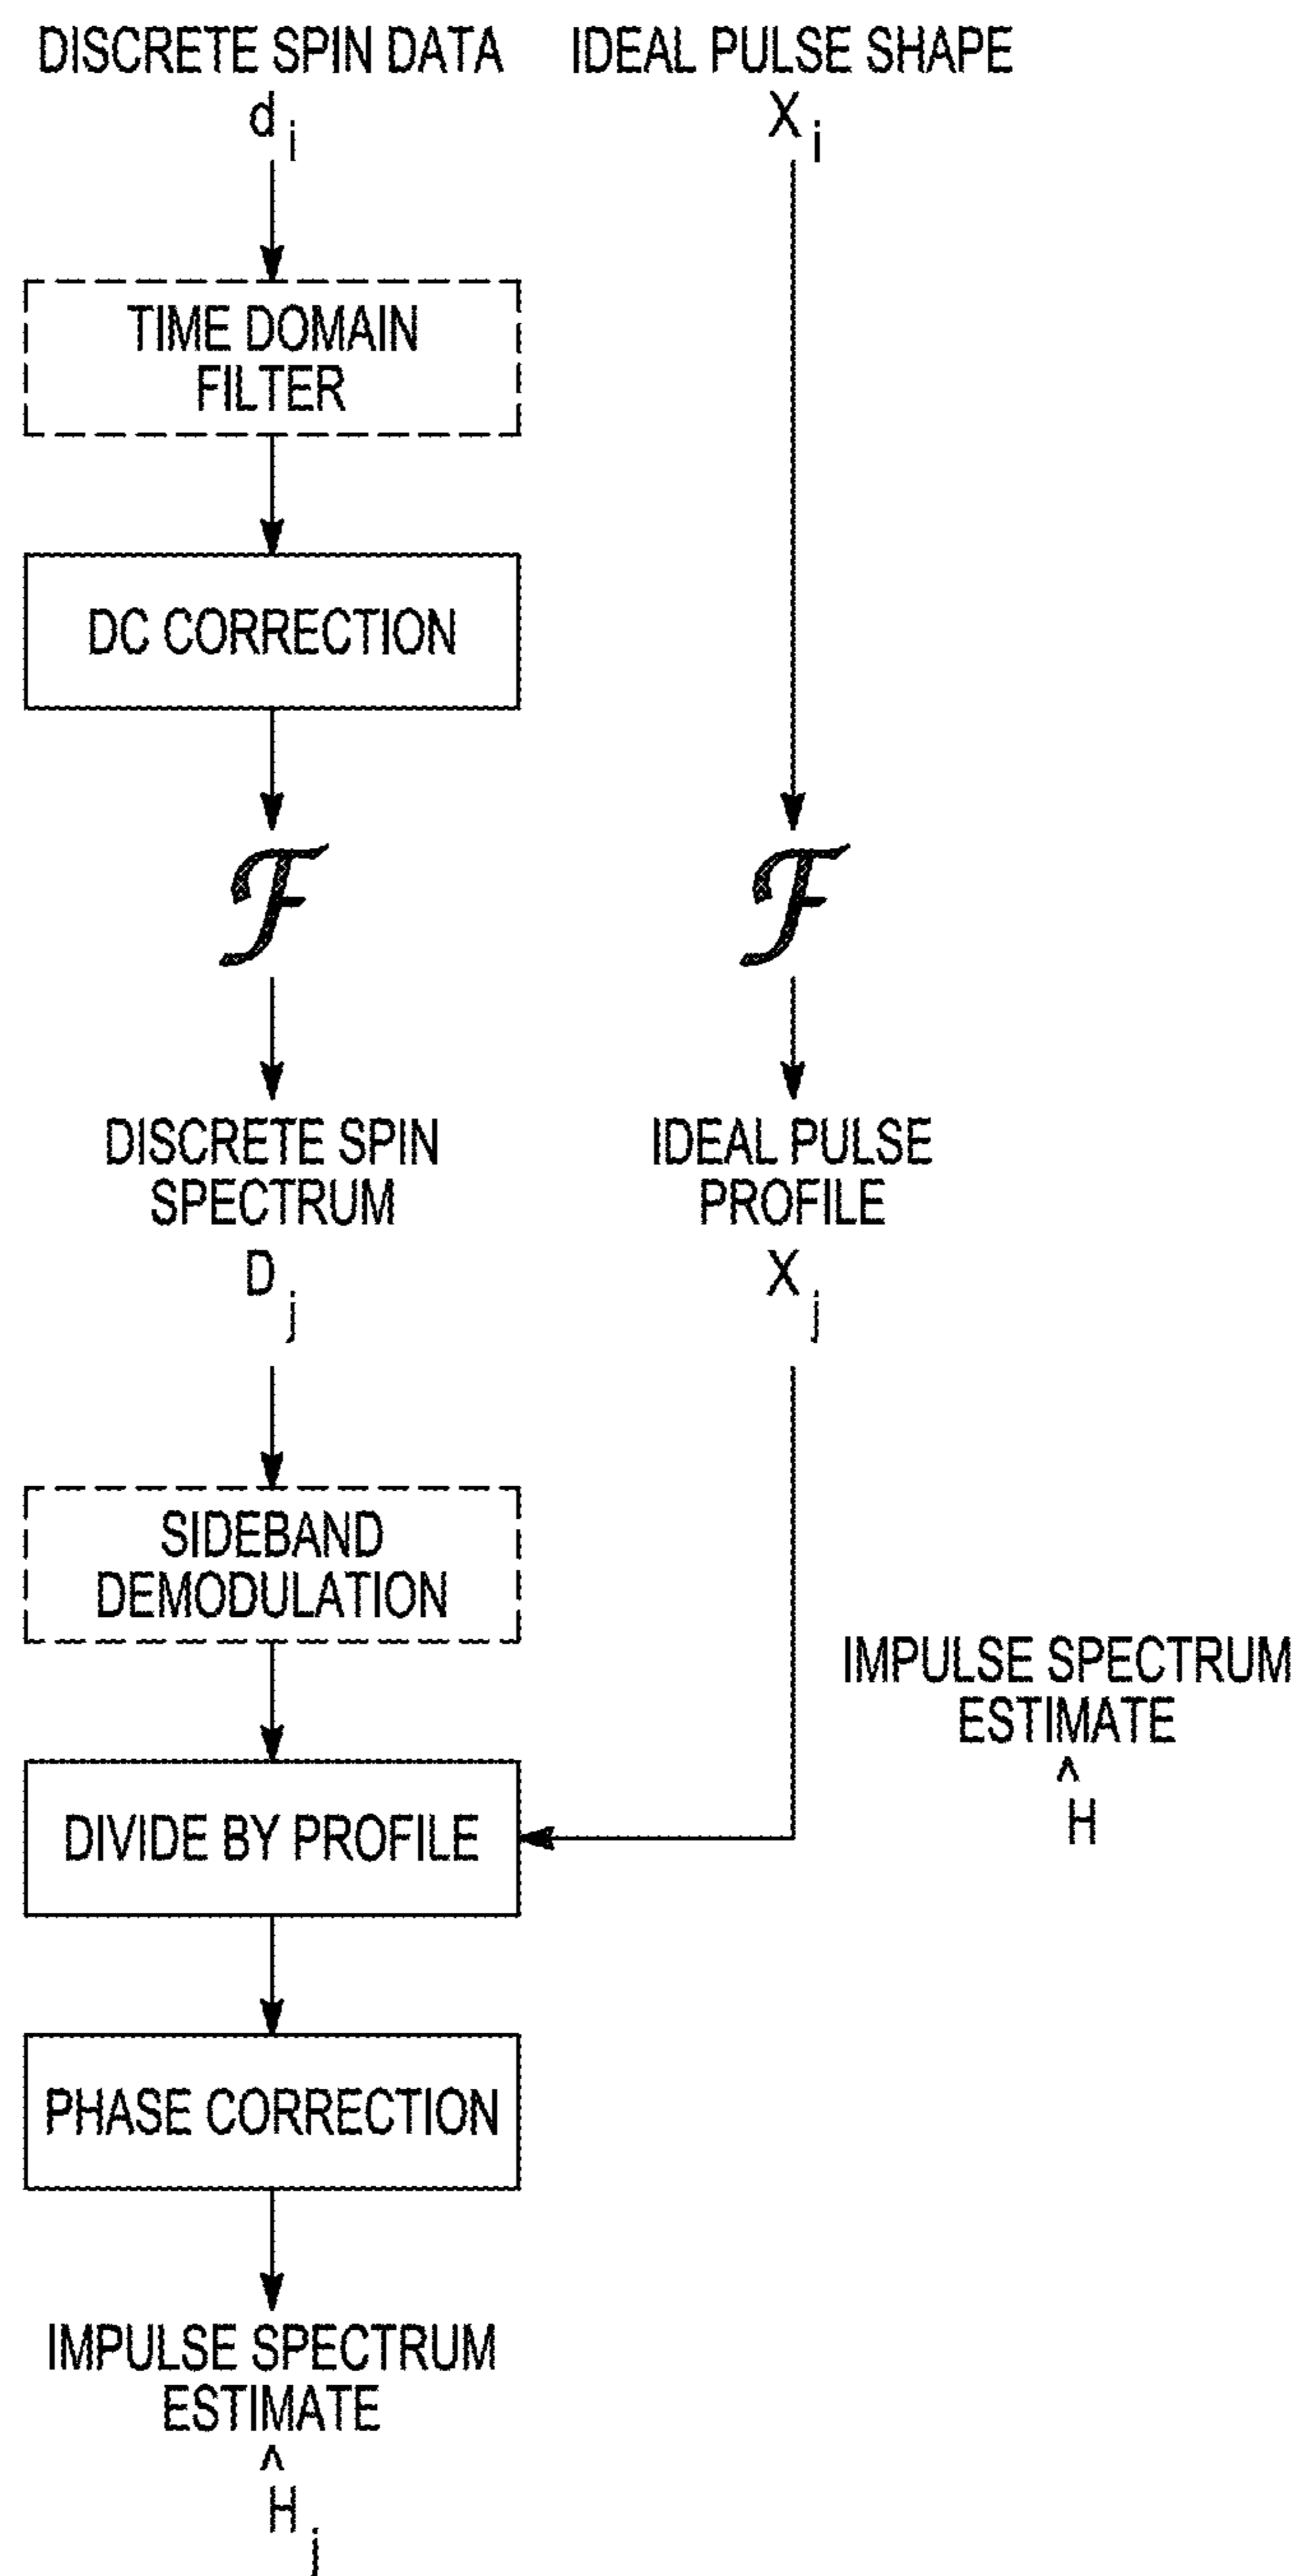 DISCRETE SPIN DATA
d i
IDEAL PULSE SHAPE
X i
TIME DOMAIN
FILTER
DC CORRECTION
ℱ
ℱ
DISCRETE SPIN
SPECTRUM
D j
IDEAL PULSE
PROFILE
X j
SIDEBAND
DEMODULATION
IMPULSE SPECTRUM
ESTIMATE
^
H
DIVIDE BY PROFILE
PHASE CORRECTION
IMPULSE SPECTRUM
ESTIMATE
^
H j